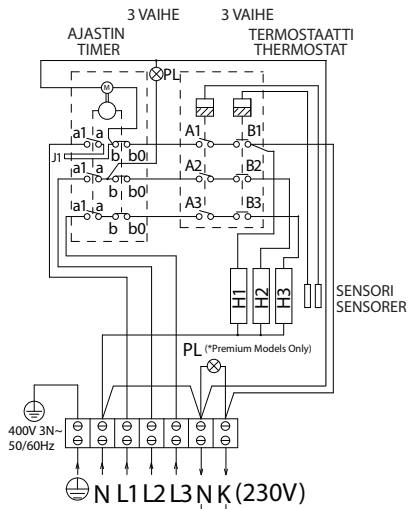 3 VAIHE 3 VAIHE
AJASTIN TERMOSTAATTI
TIMER THERMOSTAT
M PL
a1 a A1 B1
J1 b b0
a1 a A2 B2
b b0
a1 a A3 B3
b b0
H1 H2 H3
SENSORI
SENSORER
PL (*Premium Models Only)
400V 3N~
50/60Hz
N L1 L2 L3 N K (230V)